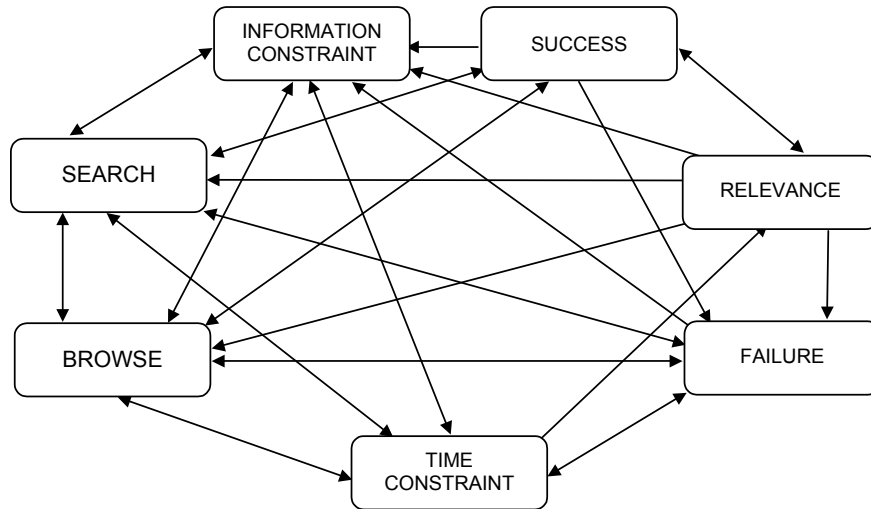 INFORMATION
CONSTRAINT
SUCCESS
SEARCH
RELEVANCE
BROWSE
FAILURE
TIME
CONSTRAINT